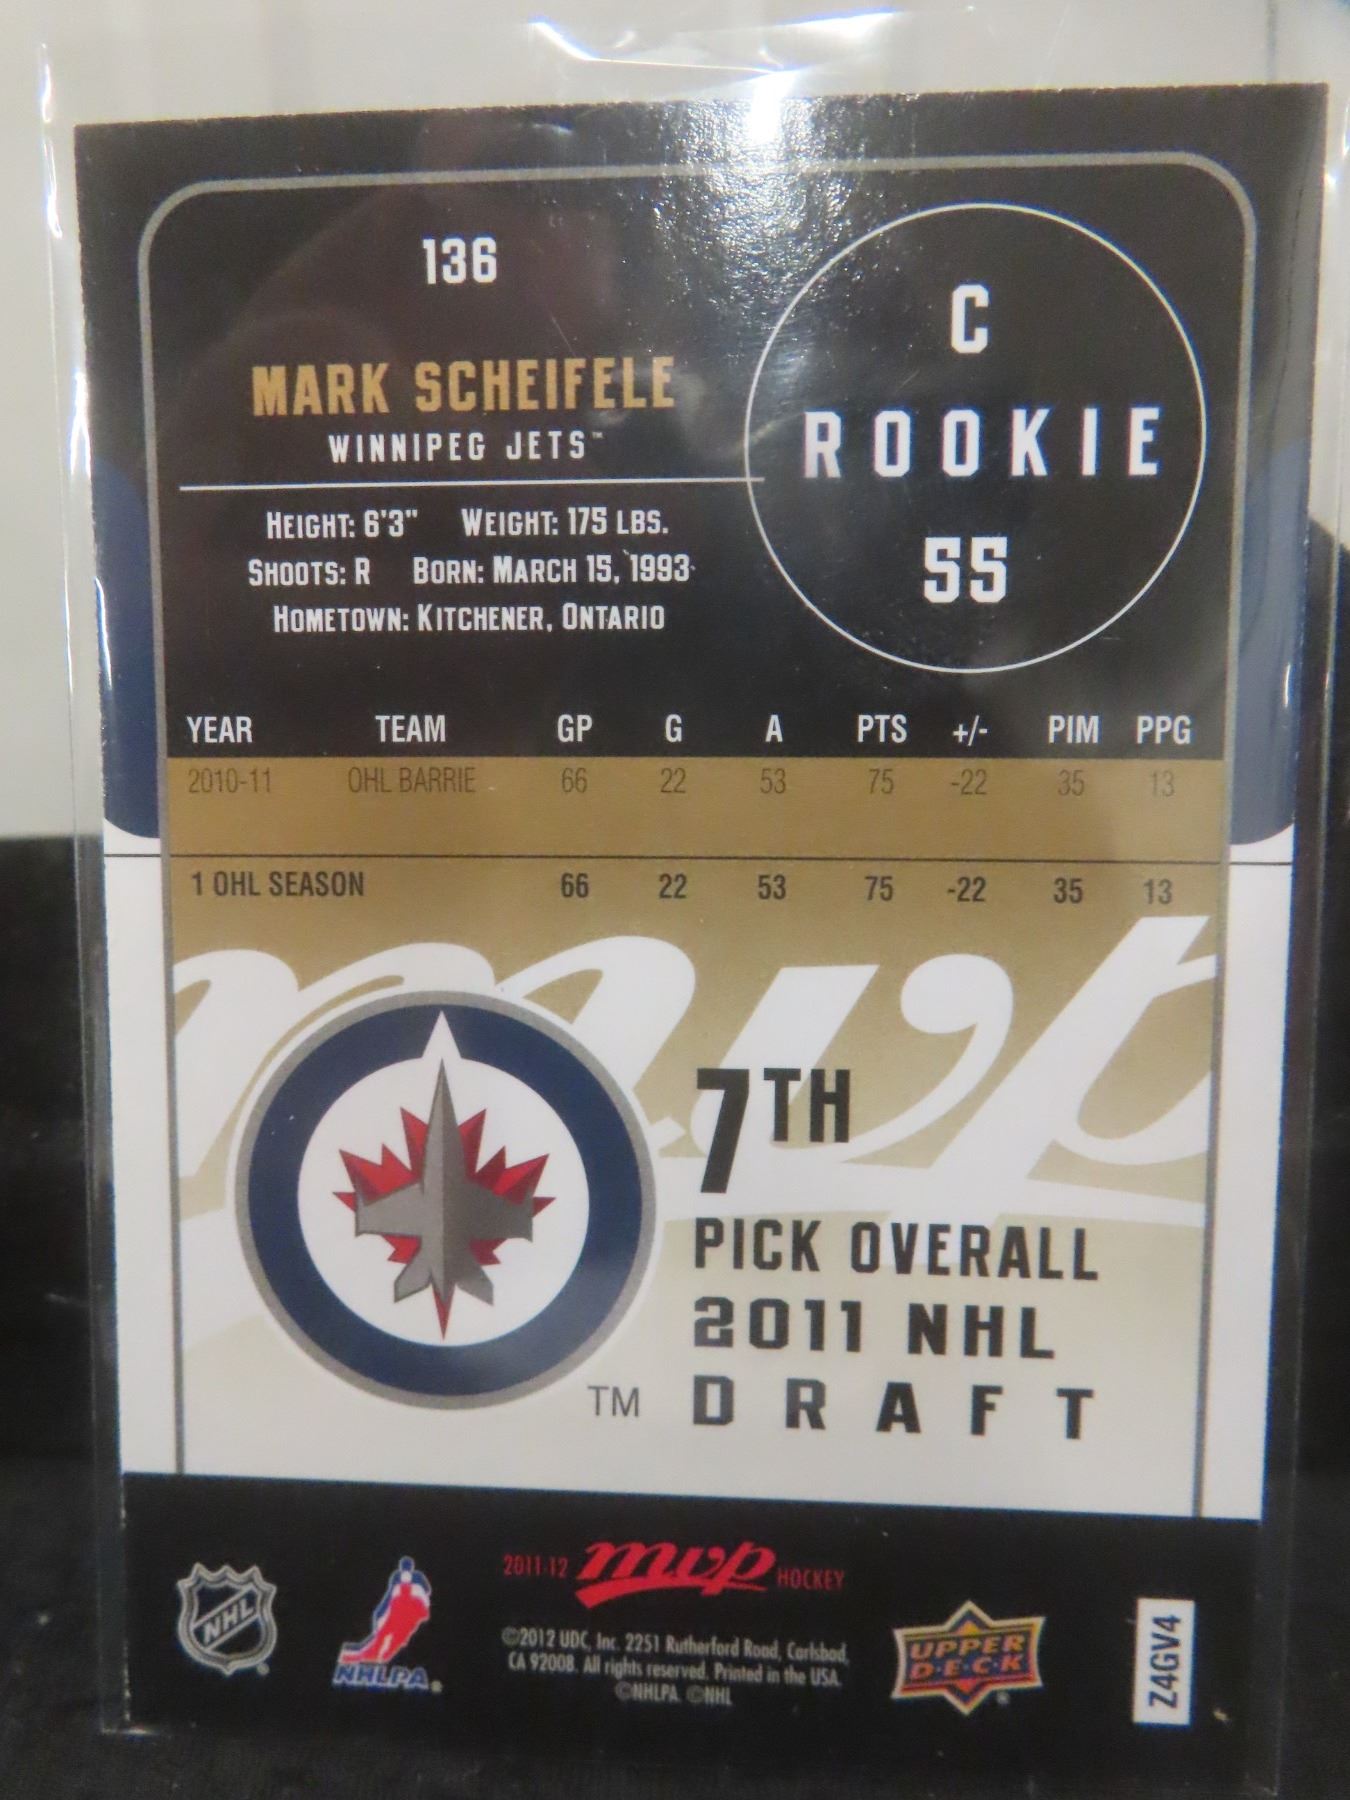 136
MARK SCHEIFELE
WINNIPEG JETS™
HEIGHT: 6'3" WEIGHT: 175 LBS.
SHOOTS: R BORN: MARCH 15, 1993
HOMETOWN: KITCHENER, ONTARIO
C
ROOKIE
55
YEAR TEAM GP G A PTS +/- PIM PPG
2010-11 OHL BARRIE 66 22 53 75 -22 35 13
1 OHL SEASON 66 22 53 75 -22 35 13
mvp
7TH
PICK OVERALL
2011 NHL
DRAFT
TM
NHL
NHLPA®
2011-12 mvp HOCKEY
©2012 UDC, Inc. 2251 Rutherford Road, Carlsbad,
CA 92008. All rights reserved. Printed in the USA.
©NHLPA ©NHL
UPPER
D·E·C·K
Z4GV4